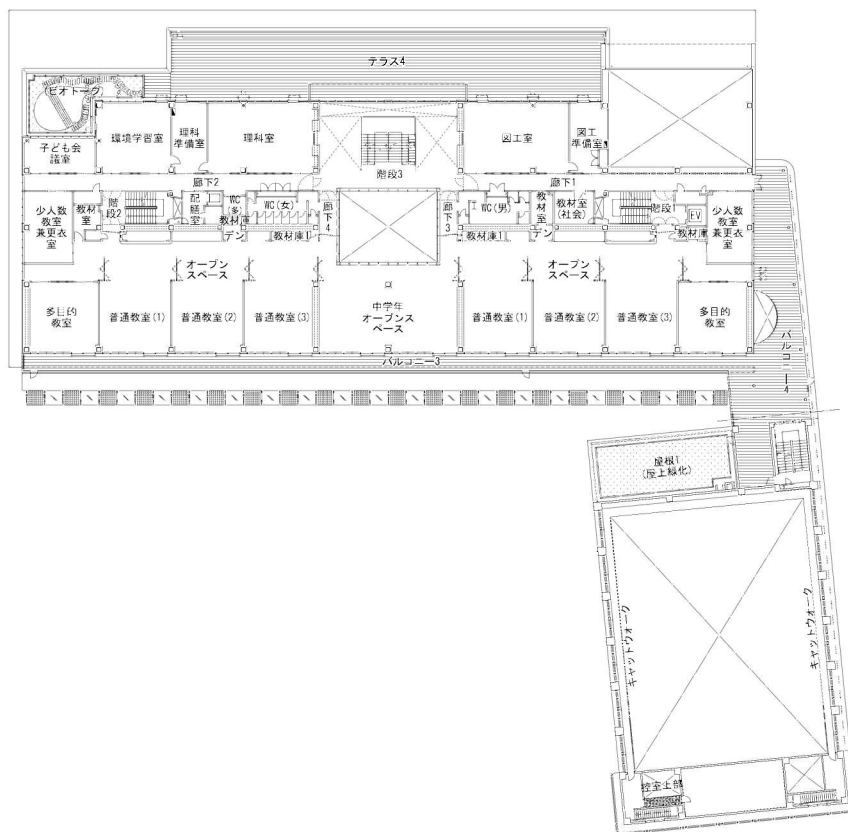 テラス4
ビオトープ
子ども会
議室
環境学習室
理科
準備室
理科室
階段3
図工室
図工
準備室
廊下2
廊下1
少人数
教室
兼更衣
室
教材
室
階
段2
配
膳
室
WC
(多)
WC(女)
教材庫
廊
下
4
廊
下
3
WC(男)
教
材
室
教材室
(社会)
階段1
EV
教材庫
少人数
教室
兼更衣
室
デン
教材庫1
教材庫1
デン
オープン
スペース
オープン
スペース
多目的
教室
普通教室(1)
普通教室(2)
普通教室(3)
中学年
オープンス
ペース
普通教室(1)
普通教室(2)
普通教室(3)
多目的
教室
バルコニー3
バルコニー4
屋根1
(屋上緑化)
キャットウォーク
キャットウォーク
控室上部